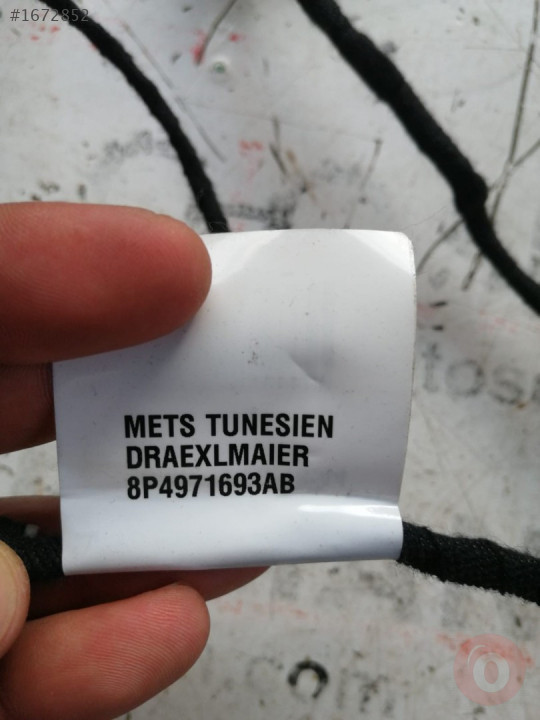 #1672852
METS TUNESIEN
DRAEXLMAIER
8P4971693AB